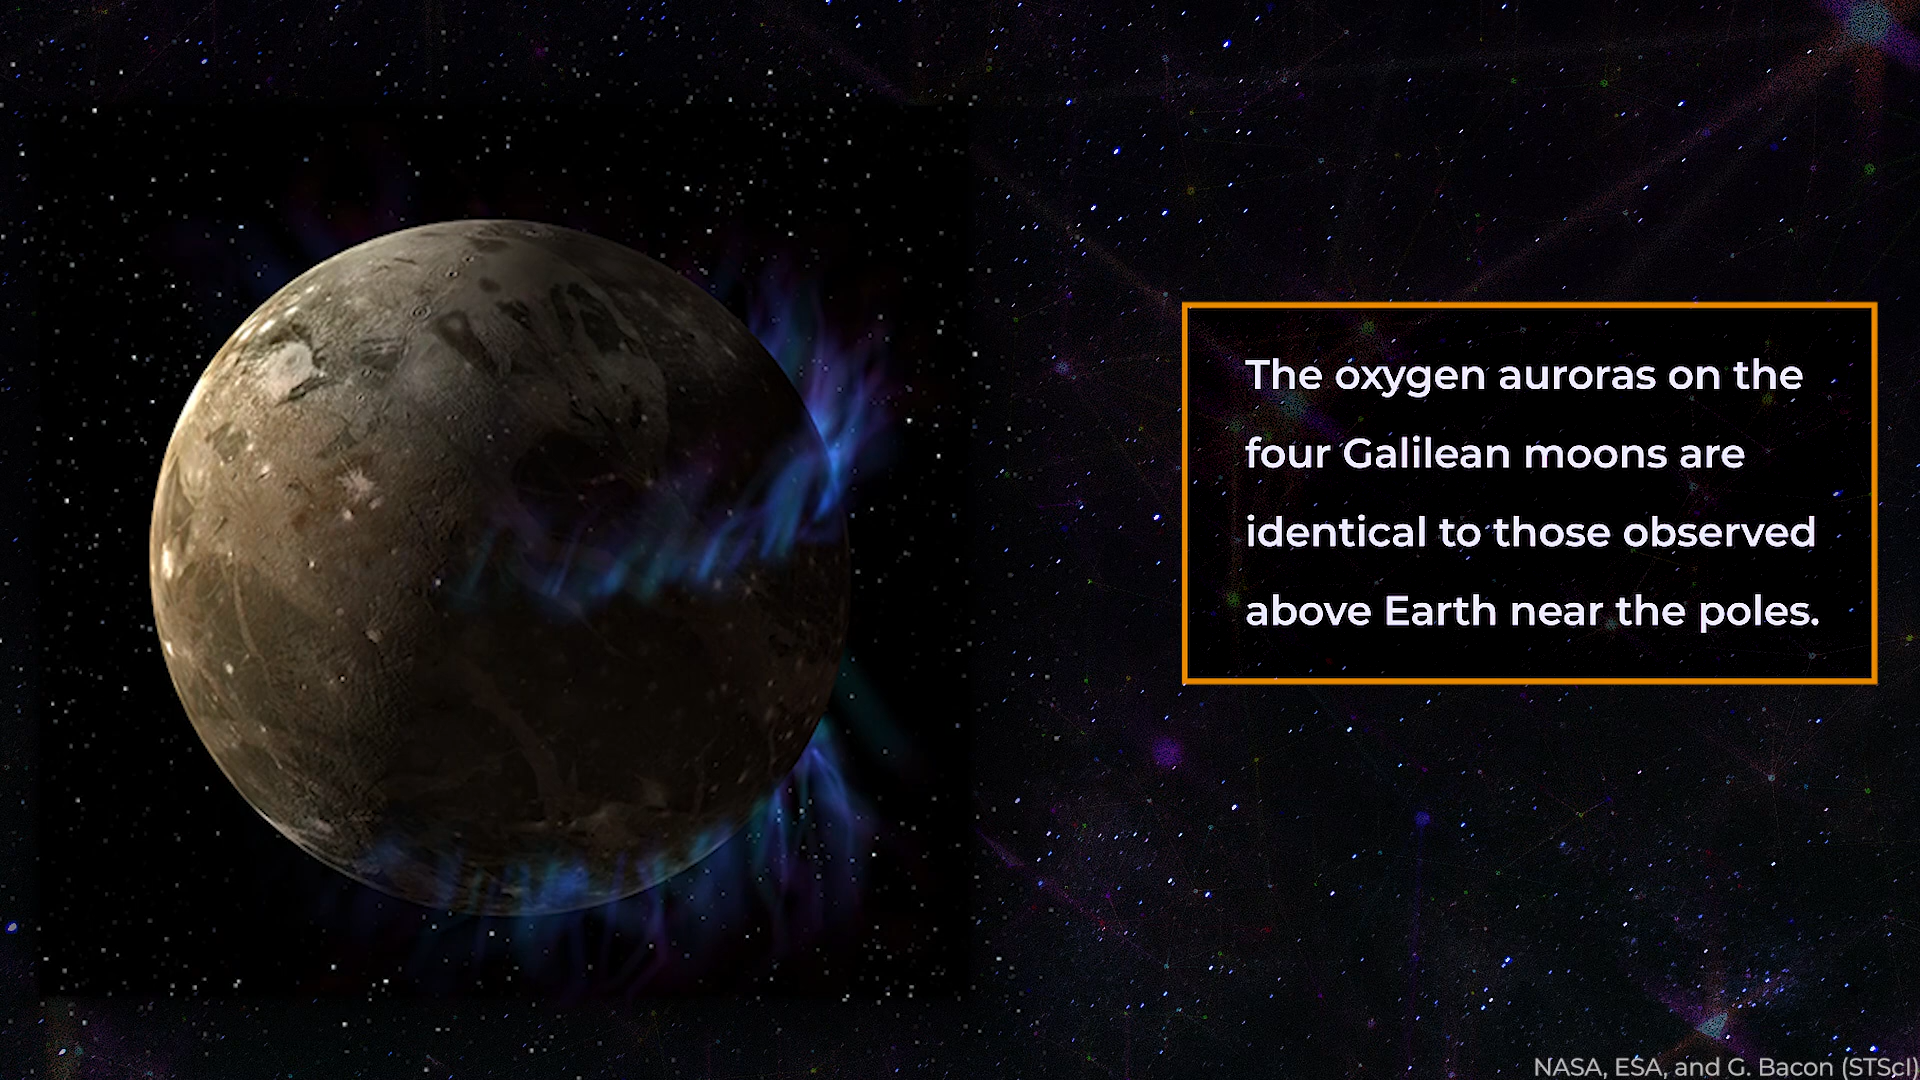 The oxygen auroras on the
four Galilean moons are
identical to those observed
above Earth near the poles.
NASA, ESA, and G. Bacon (STScI)